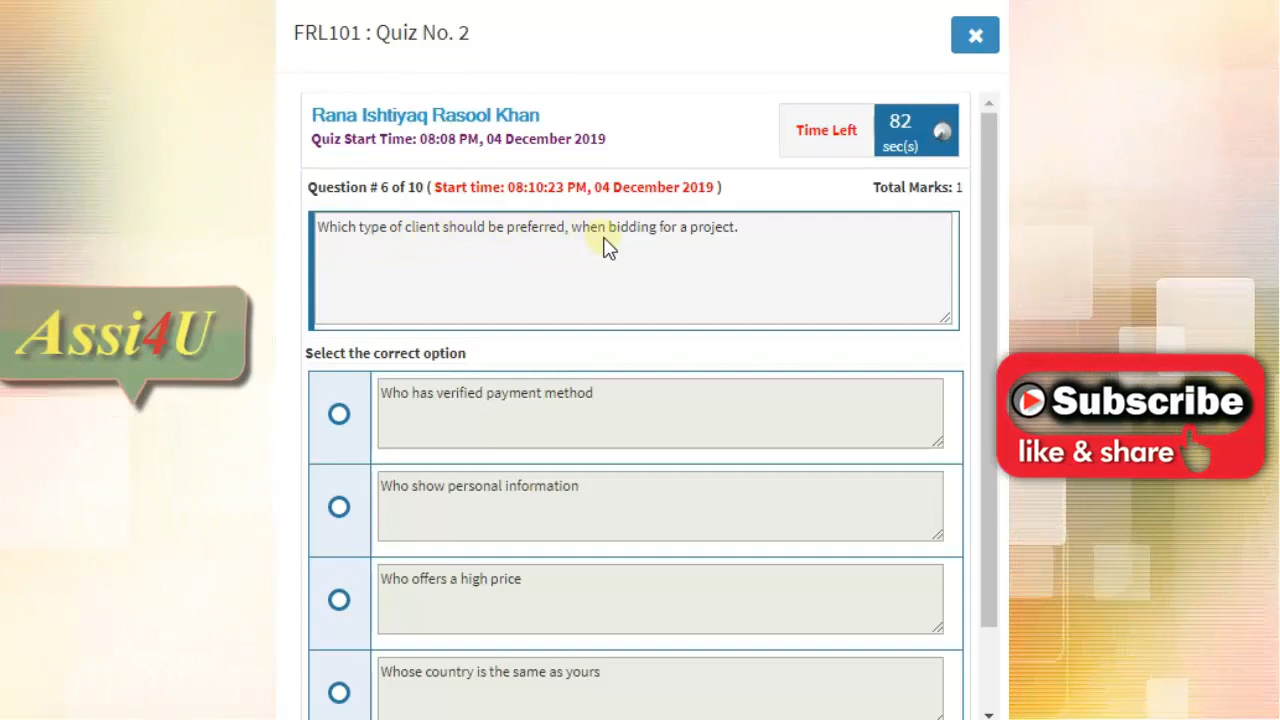 FRL101 : Quiz No. 2
Rana Ishtiyaq Rasool Khan
Quiz Start Time: 08:08 PM, 04 December 2019
Time Left
82
sec(s)
Question # 6 of 10 ( Start time: 08:10:23 PM, 04 December 2019 )
Total Marks: 1
Which type of client should be preferred, when bidding for a project.
Assi4U
Select the correct option
Who has verified payment method
Subscribe
like & share
Who show personal information
Who offers a high price
Whose country is the same as yours